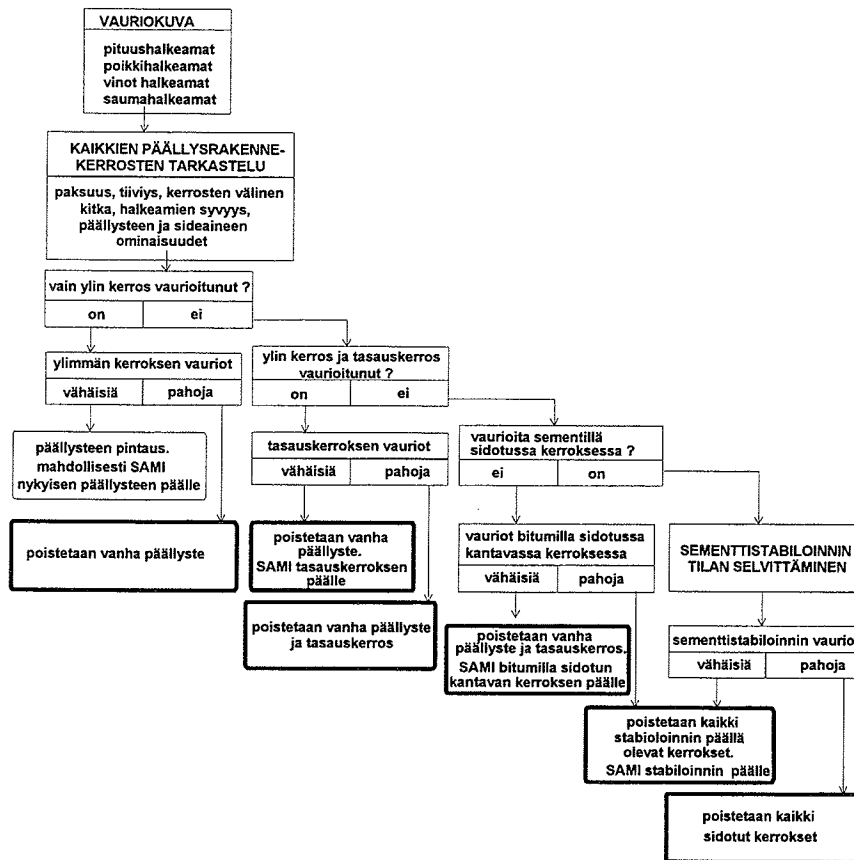 VAURIOKUVA
pituushalkeamat
poikkihalkeamat
vinot halkeamat
saumahalkeamat
KAIKKIEN PÄÄLLYSRAKENNE-
KERROSTEN TARKASTELU
paksuus, tiiviys, kerrosten välinen
kitka, halkeamien syvyys,
päällysteen ja sideaineen
ominaisuudet
vain ylin kerros vaurioitunut ?
on ei
ylimmän kerroksen vauriot
vähäisiä pahoja
ylin kerros ja tasauskerros
vaurioitunut ?
on ei
päällysteen pintaus.
mahdollisesti SAMI
nykyisen päällysteen päälle
tasauskerroksen vauriot
vähäisiä pahoja
vaurioita sementillä
sidotussa kerroksessa ?
ei on
poistetaan vanha päällyste
poistetaan vanha
päällyste.
SAMI tasauskerroksen
päälle
vauriot bitumilla sidotussa
kantavassa kerroksessa
vähäisiä pahoja
SEMENTTISTABILOINNIN
TILAN SELVITTÄMINEN
poistetaan vanha päällyste
ja tasauskerros
poistetaan vanha
päällyste ja tasauskerros.
SAMI bitumilla sidotun
kantavan kerroksen päälle
sementtistabiloinnin vaurio
vähäisiä pahoja
poistetaan kaikki
stabioloinnin päällä
olevat kerrokset.
SAMI stabiloinnin päälle
poistetaan kaikki
sidotut kerrokset